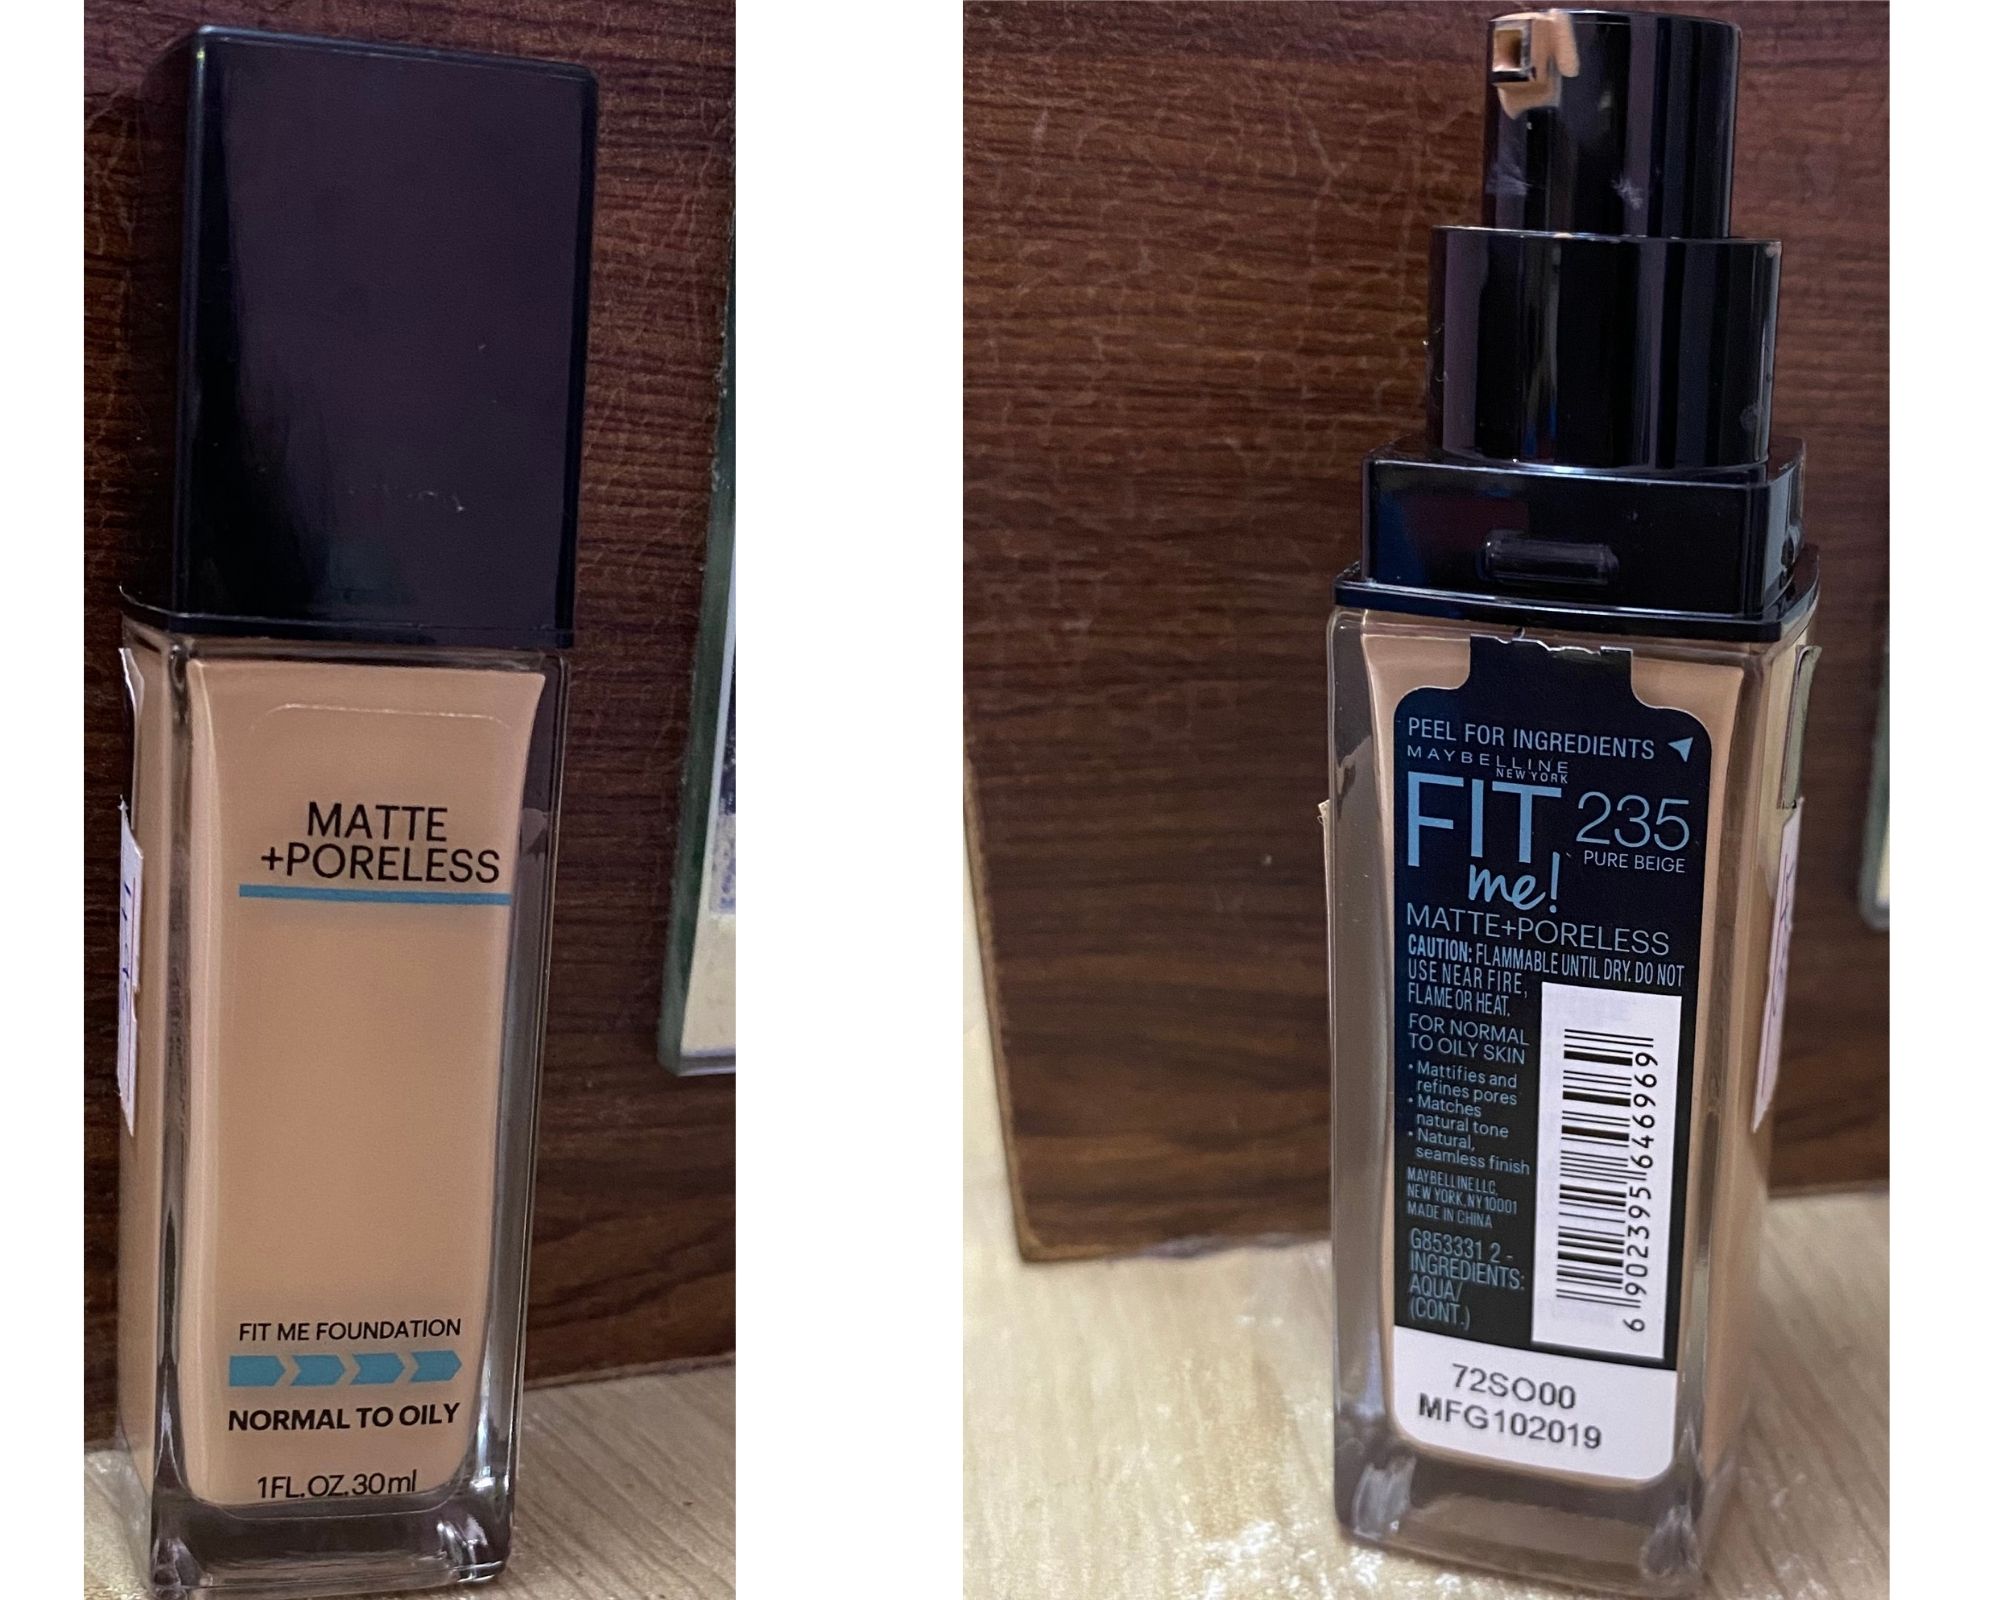 MATTE
+PORELESS
FIT ME FOUNDATION
NORMAL TO OILY
1FL.OZ.30ml
PEEL FOR INGREDIENTS
MAYBELLINE
NEW YORK
FIT
me!
235
PURE BEIGE
MATTE+PORELESS
CAUTION: FLAMMABLE UNTIL DRY. DO NOT
USE NEAR FIRE,
FLAME OR HEAT.
FOR NORMAL
TO OILY SKIN
• Mattifies and
refines pores
• Matches
natural tone
• Natural,
seamless finish
MAYBELLINE LLC,
NEW YORK, NY 10001
MADE IN CHINA
G853331 2 -
INGREDIENTS:
AQUA/
(CONT.)
6 902395 646969
72SO00
MFG102019